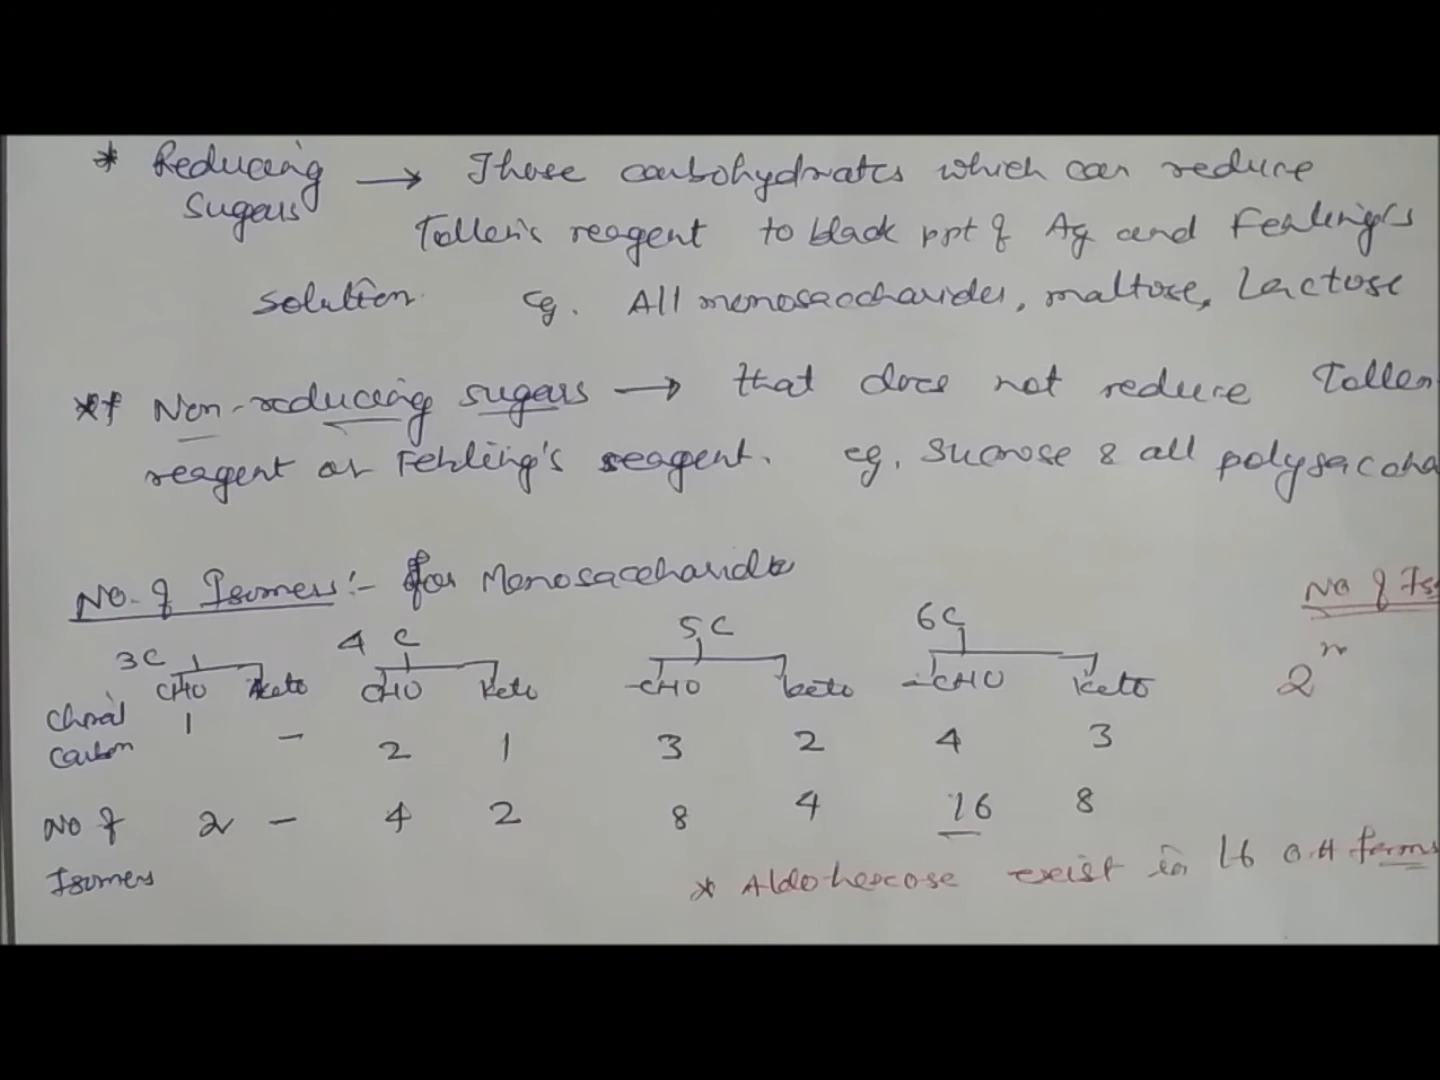 * Reducing → Those carbohydrates which can reduce
Sugars Tollen's reagent to black ppt of Ag and Fehling's
solution. eg. All monosaccharides, maltose, Lactose
** Non-reducing sugars → that does not reduce Tollen
reagent or Fehling's reagent. eg. Sucrose & all polysaccha
No. of Isomers:- for Monosaccharide
No of Is
3C 4C 5C 6C
CHO Keto CHO Keto -CHO keto -CHO Keto 2^n
Chiral
Carbon 1 - 2 1 3 2 4 3
No of 2 - 4 2 8 4 16 8
Isomers
* Aldohexose exist in 16 O.A forms